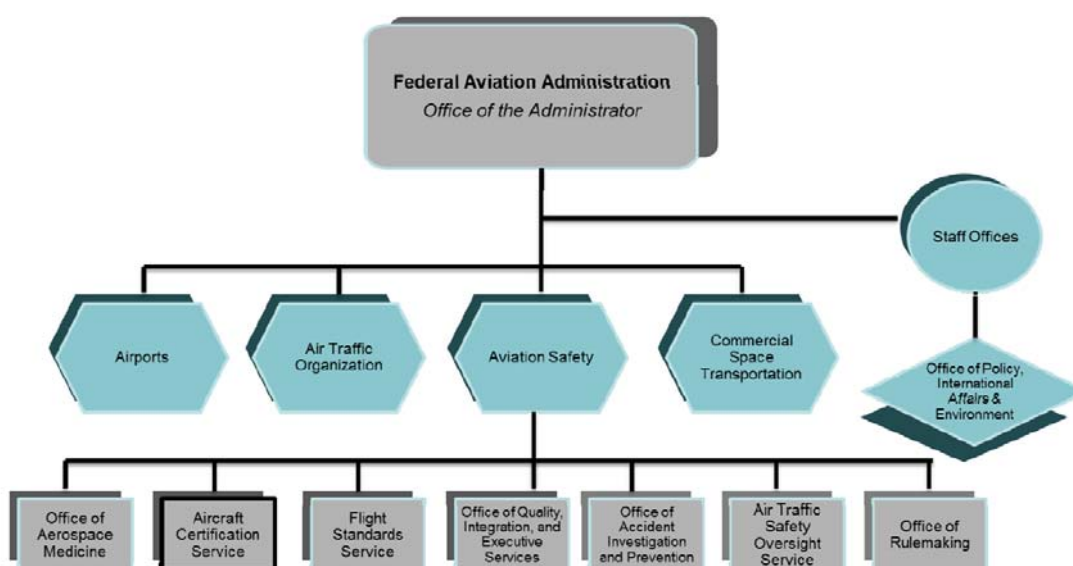 Federal Aviation Administration
Office of the Administrator
Staff Offices
Airports
Air Traffic
Organization
Aviation Safety
Commercial
Space
Transportation
Office of Policy,
International
Affairs &
Environment
Office of
Aerospace
Medicine
Aircraft
Certification
Service
Flight
Standards
Service
Office of Quality,
Integration, and
Executive
Services
Office of
Accident
Investigation
and Prevention
Air Traffic
Safety
Oversight
Service
Office of
Rulemaking